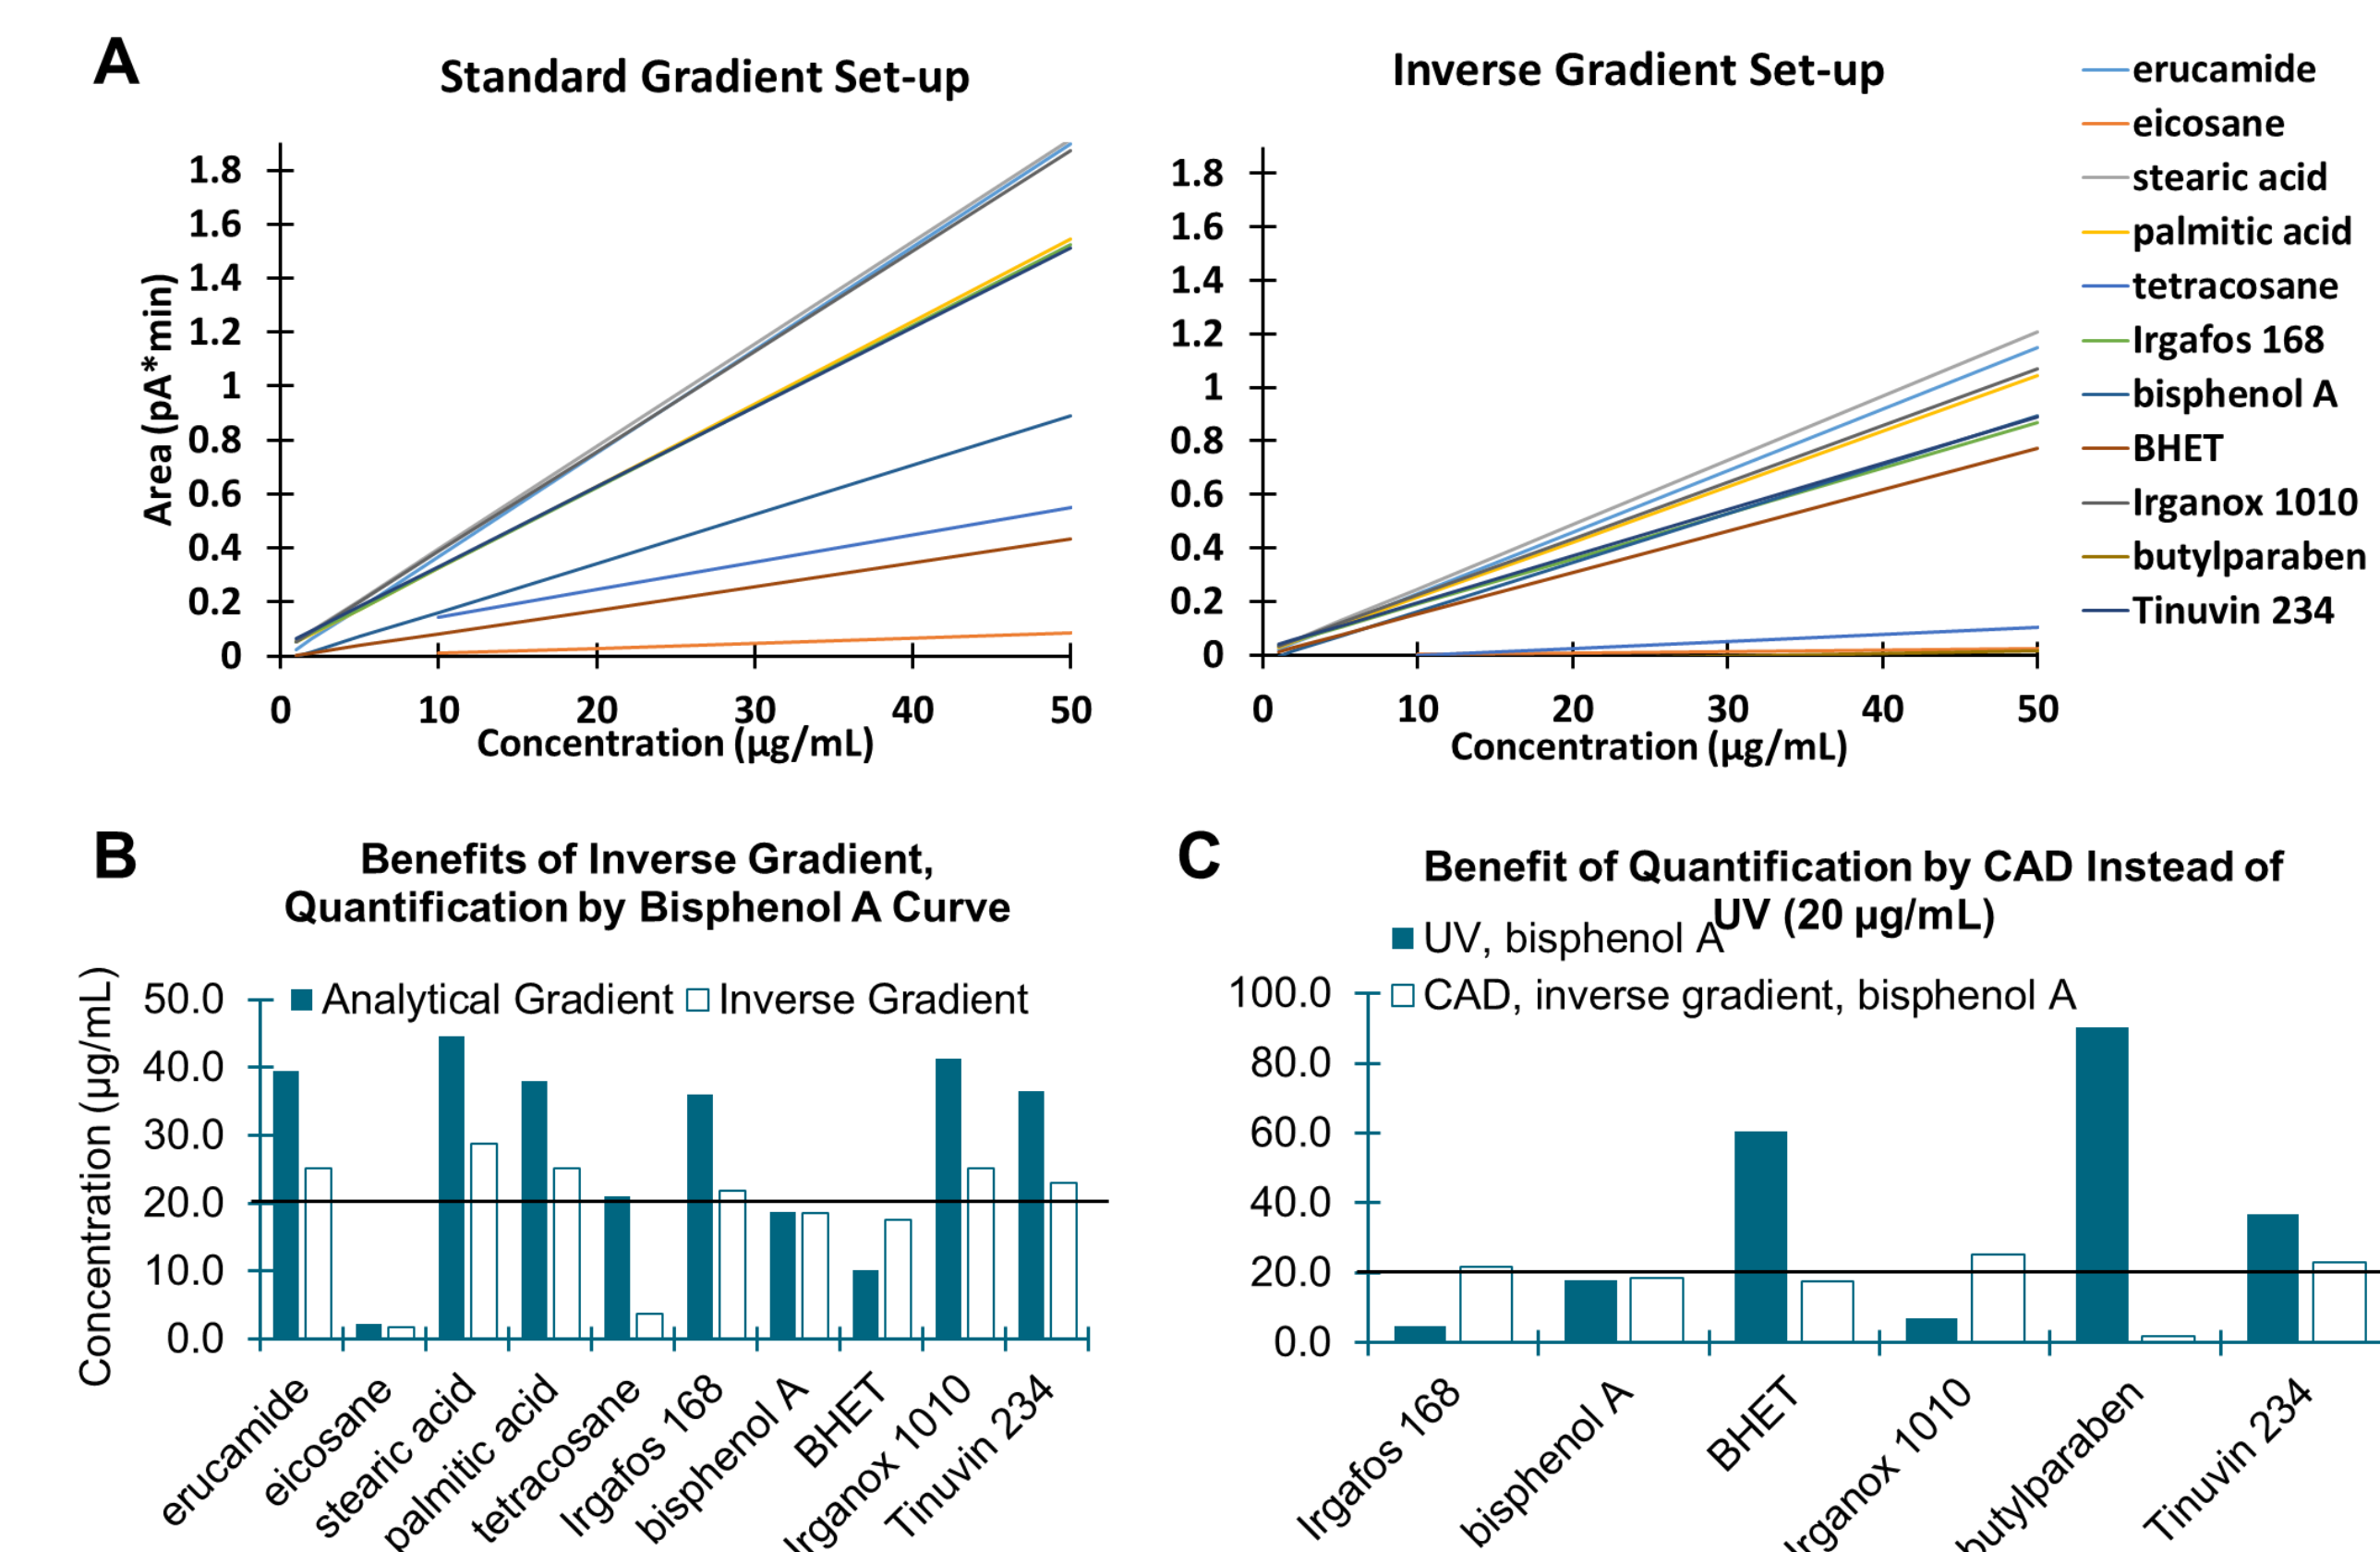 A
Standard Gradient Set-up
Inverse Gradient Set-up
erucamide
eicosane
stearic acid
palmitic acid
tetracosane
Irgafos 168
bisphenol A
BHET
Irganox 1010
butylparaben
Tinuvin 234
Area (pA*min)
1.8
1.6
1.4
1.2
1
0.8
0.6
0.4
0.2
0
0 10 20 30 40 50
Concentration (µg/mL)
1.8
1.6
1.4
1.2
1
0.8
0.6
0.4
0.2
0
0 10 20 30 40 50
Concentration (µg/mL)
B
Benefits of Inverse Gradient,
Quantification by Bisphenol A Curve
Analytical Gradient Inverse Gradient
Concentration (µg/mL)
50.0
40.0
30.0
20.0
10.0
0.0
erucamide
eicosane
stearic acid
palmitic acid
tetracosane
Irgafos 168
bisphenol A
BHET
Irganox 1010
Tinuvin 234
C
Benefit of Quantification by CAD Instead of
UV (20 µg/mL)
UV, bisphenol A
CAD, inverse gradient, bisphenol A
100.0
80.0
60.0
40.0
20.0
0.0
Irgafos 168
bisphenol A
BHET
Irganox 1010
butylparaben
Tinuvin 234